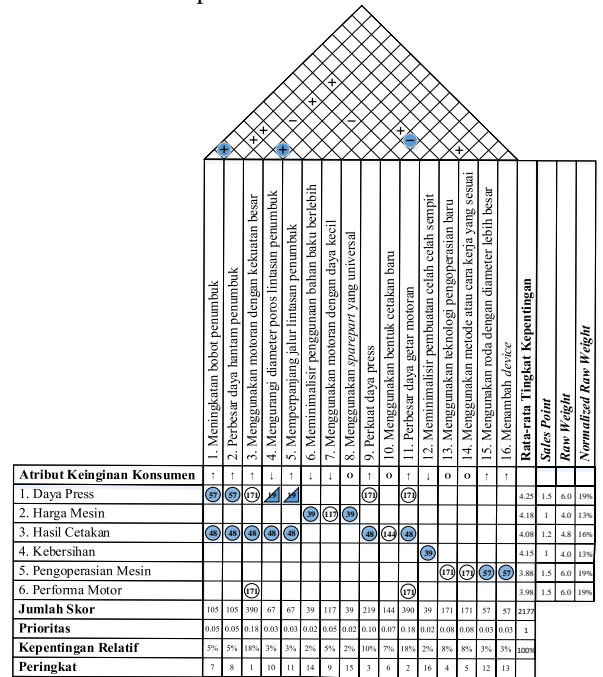 1. Meningkatan bobot penumbuk
2. Perbesar daya hantam penumbuk
3. Menggunakan motoran dengan kekuatan besar
4. Mengurangi diameter poros lintasan penumbuk
5. Memperpanjang jalur lintasan penumbuk
6. Meminimalisir penggunaan bahan baku berlebih
7. Menggunakan motoran dengan daya kecil
8. Menggunakan sparepart yang universal
9. Perkuat daya press
10. Menggunakan bentuk cetakan baru
11. Perbesar daya getar motoran
12. Meminimalisir pembuatan celah celah sempit
13. Menggunakan teknologi pengoperasian baru
14. Menggunakan metode atau cara kerja yang sesuai
15. Mengunakan roda dengan diameter lebih besar
16. Menambah device
Rata-rata Tingkat Kepentingan
Sales Point
Raw Weight
Normalized Raw Weight
Atribut Keinginan Konsumen ↑ ↑ ↑ ↓ ↑ ↓ ↓ o ↑ o ↑ ↓ o o ↑ ↑
1. Daya Press 57 57 171 19 19 171 171 4.25 1.5 6.0 19%
2. Harga Mesin 39 117 39 4.18 1 4.0 13%
3. Hasil Cetakan 48 48 48 48 48 48 144 48 4.08 1.2 4.8 16%
4. Kebersihan 39 4.15 1 4.0 13%
5. Pengoperasian Mesin 171 171 57 57 3.88 1.5 6.0 19%
6. Performa Motor 171 171 3.98 1.5 6.0 19%
Jumlah Skor 105 105 390 67 67 39 117 39 219 144 390 39 171 171 57 57 2177
Prioritas 0.05 0.05 0.18 0.03 0.03 0.02 0.05 0.02 0.10 0.07 0.18 0.02 0.08 0.08 0.03 0.03 1
Kepentingan Relatif 5% 5% 18% 3% 3% 2% 5% 2% 10% 7% 18% 2% 8% 8% 3% 3% 100%
Peringkat 7 8 1 10 11 14 9 15 3 6 2 16 4 5 12 13